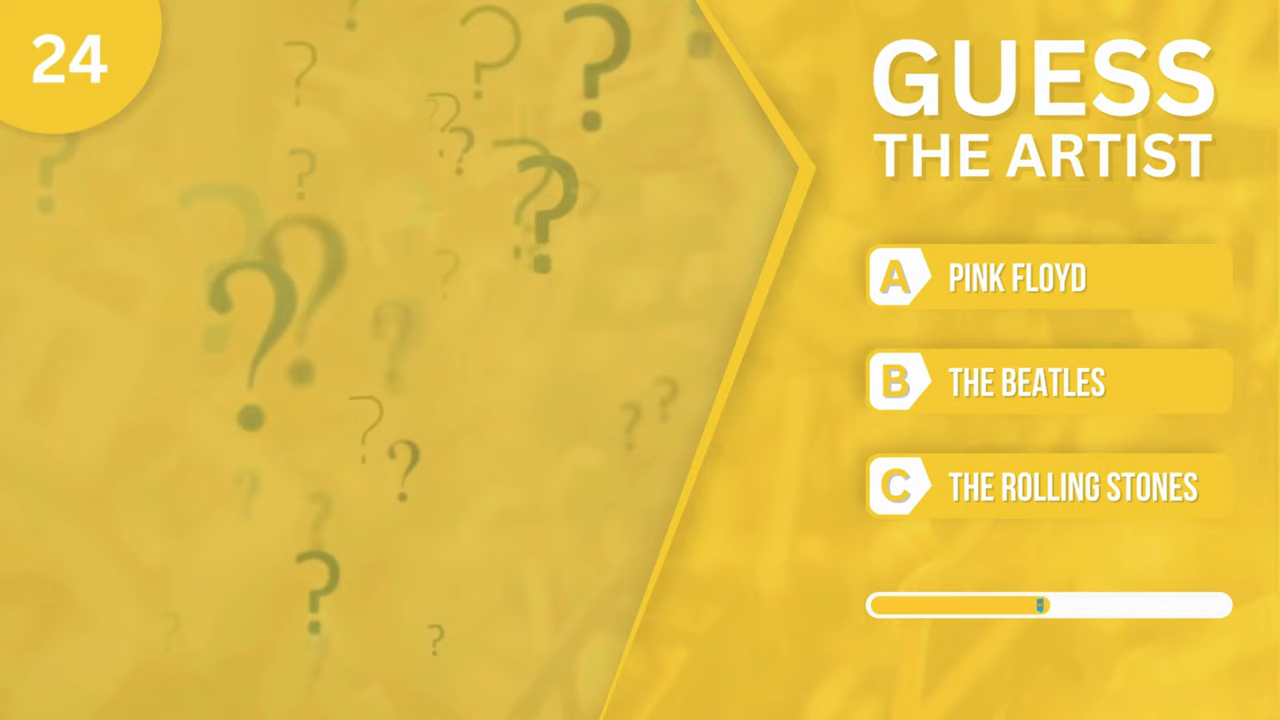 24
GUESS
THE ARTIST
A PINK FLOYD
B THE BEATLES
C THE ROLLING STONES